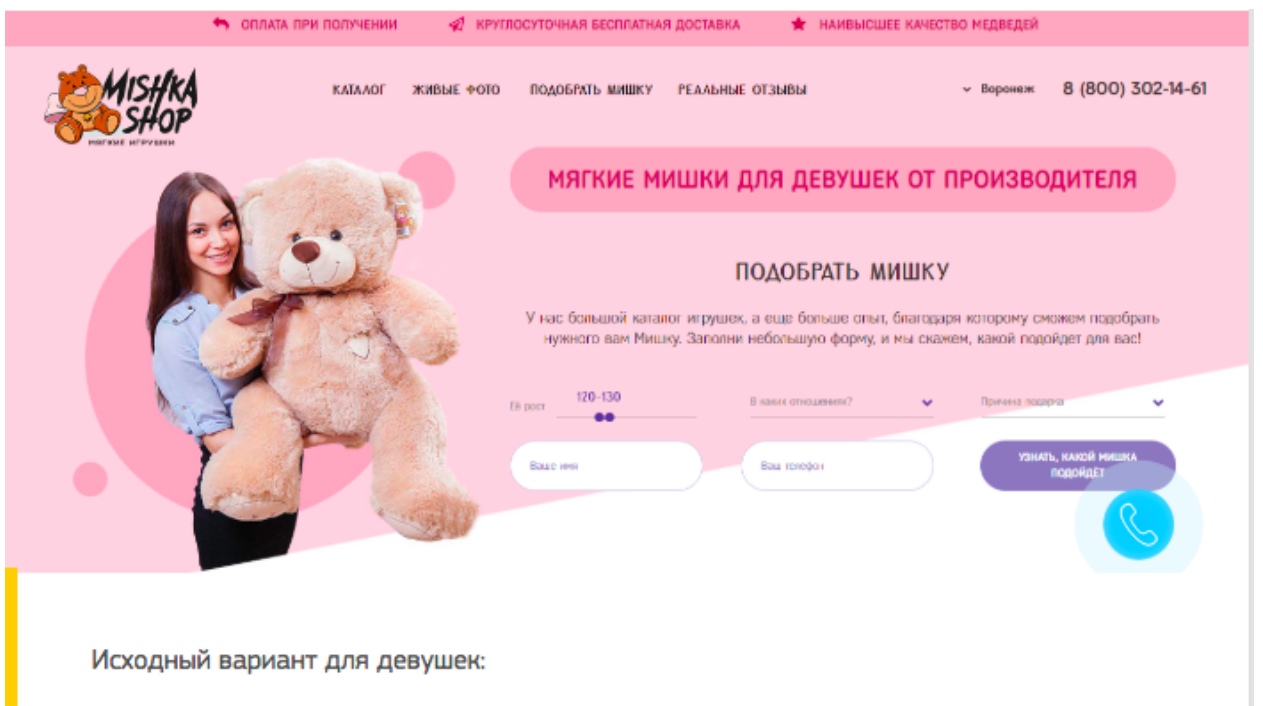 ОПЛАТА ПРИ ПОЛУЧЕНИИ КРУГЛОСУТОЧНАЯ БЕСПЛАТНАЯ ДОСТАВКА НАИВЫСШЕЕ КАЧЕСТВО МЕДВЕДЕЙ
MISHKA
SHOP
МЯГКИЕ ИГРУШКИ
КАТАЛОГ ЖИВЫЕ ФОТО ПОДОБРАТЬ МИШКУ РЕАЛЬНЫЕ ОТЗЫВЫ Воронеж 8 (800) 302-14-61
МЯГКИЕ МИШКИ ДЛЯ ДЕВУШЕК ОТ ПРОИЗВОДИТЕЛЯ
ПОДОБРАТЬ МИШКУ
У нас большой каталог игрушек, а еще больше опыт, благодаря которому сможем подобрать
нужного вам Мишку. Заполни небольшую форму, и мы скажем, какой подойдет для вас!
Её рост 120-130 В каких отношениях? Причина подарка
Ваше имя Ваш телефон УЗНАТЬ, КАКОЙ МИШКА
ПОДОЙДЁТ
Исходный вариант для девушек: